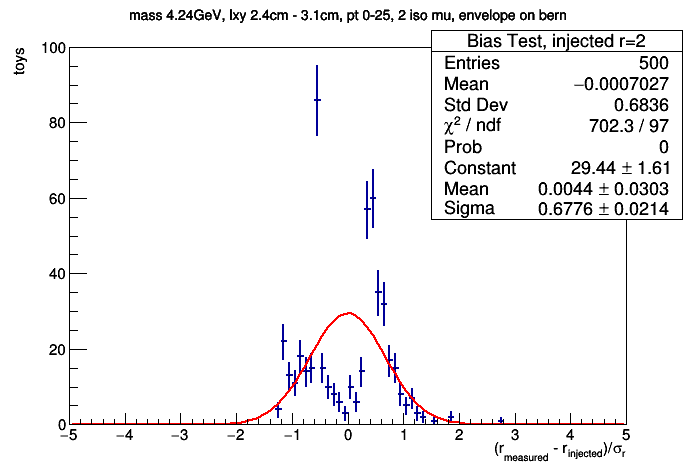 mass 4.24GeV, lxy 2.4cm - 3.1cm, pt 0-25, 2 iso mu, envelope on bern
Bias Test, injected r=2
Entries 500
Mean −0.0007027
Std Dev 0.6836
χ² / ndf 702.3 / 97
Prob 0
Constant 29.44 ± 1.61
Mean 0.0044 ± 0.0303
Sigma 0.6776 ± 0.0214
toys
100
80
60
40
20
0
−5 −4 −3 −2 −1 0 1 2 3 4 5
(r_measured - r_injected)/σ_r